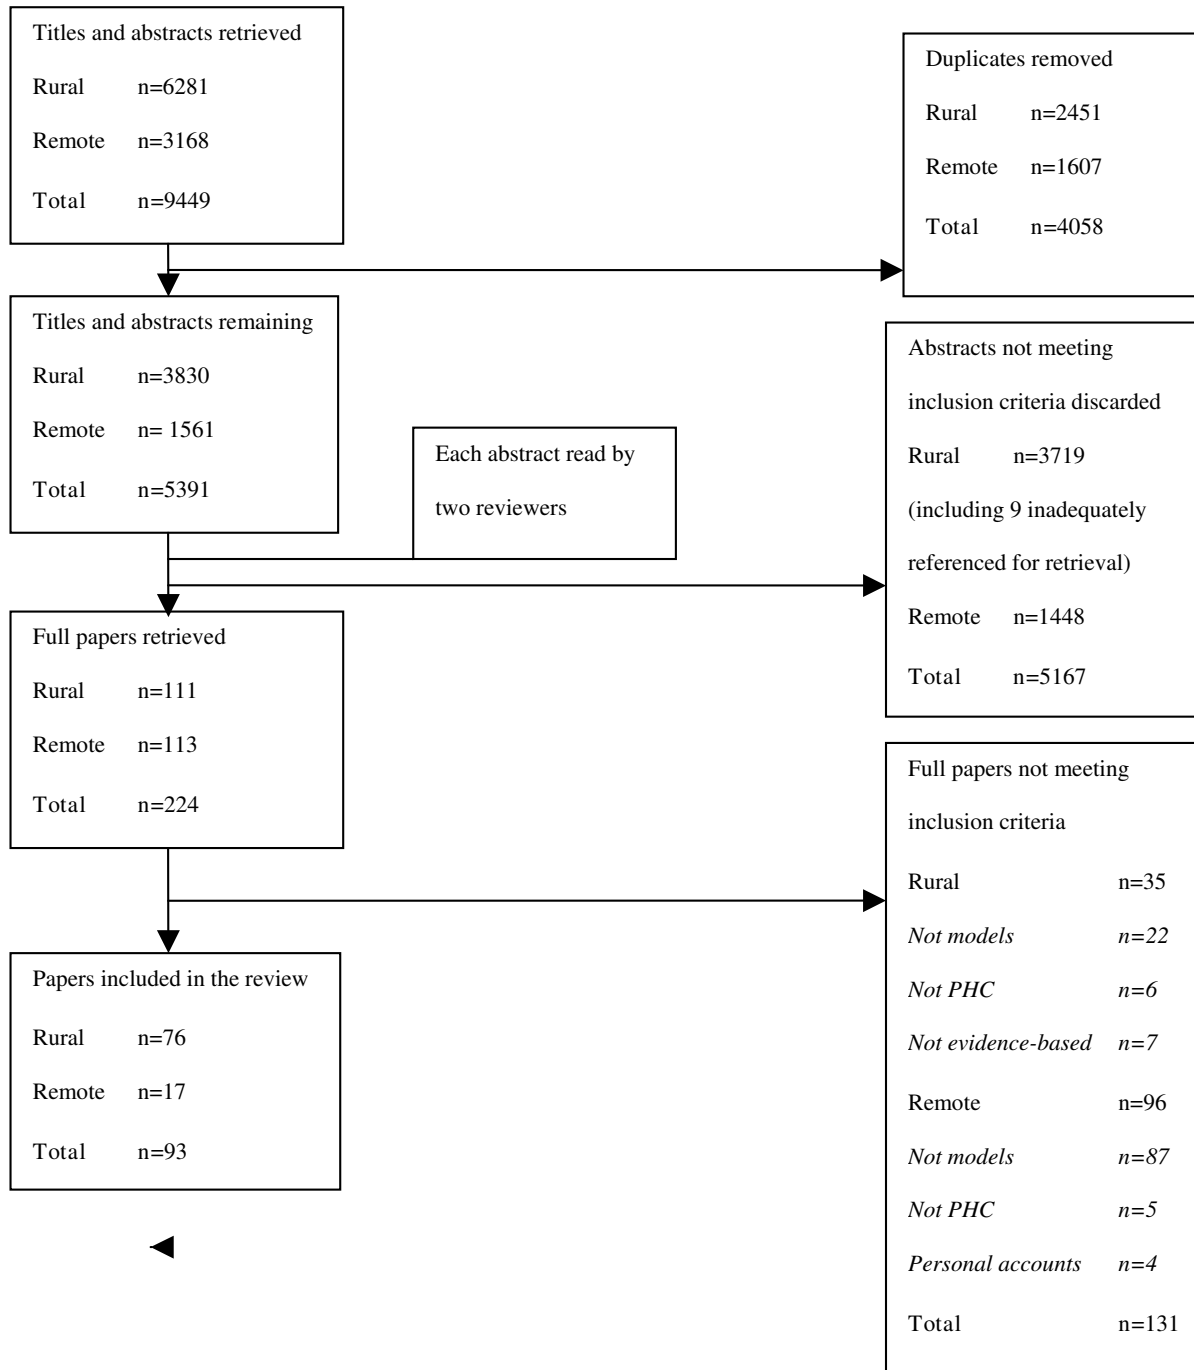 Titles and abstracts retrieved
Rural n=6281
Remote n=3168
Total n=9449
Duplicates removed
Rural n=2451
Remote n=1607
Total n=4058
Titles and abstracts remaining
Rural n=3830
Remote n= 1561
Total n=5391
Each abstract read by
two reviewers
Abstracts not meeting
inclusion criteria discarded
Rural n=3719
(including 9 inadequately
referenced for retrieval)
Remote n=1448
Total n=5167
Full papers retrieved
Rural n=111
Remote n=113
Total n=224
Full papers not meeting
inclusion criteria
Rural n=35
Not models n=22
Not PHC n=6
Not evidence-based n=7
Remote n=96
Not models n=87
Not PHC n=5
Personal accounts n=4
Total n=131
Papers included in the review
Rural n=76
Remote n=17
Total n=93